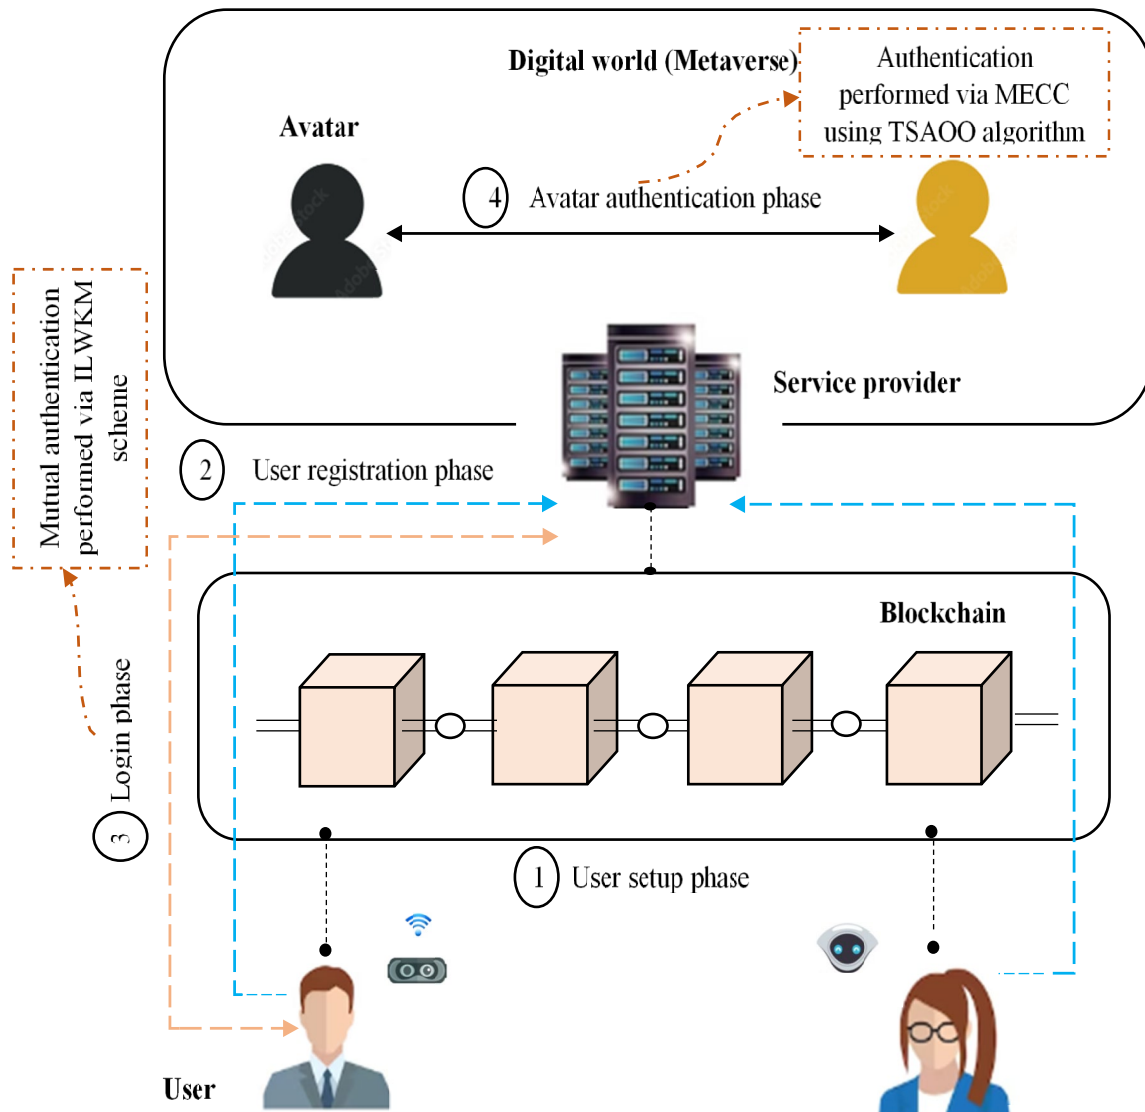 Digital world (Metaverse)
Authentication
performed via MECC
using TSAOO algorithm
Avatar
4 Avatar authentication phase
Service provider
Mutual authentication
performed via ILWKM
scheme
2 User registration phase
Blockchain
3 Login phase
1 User setup phase
User